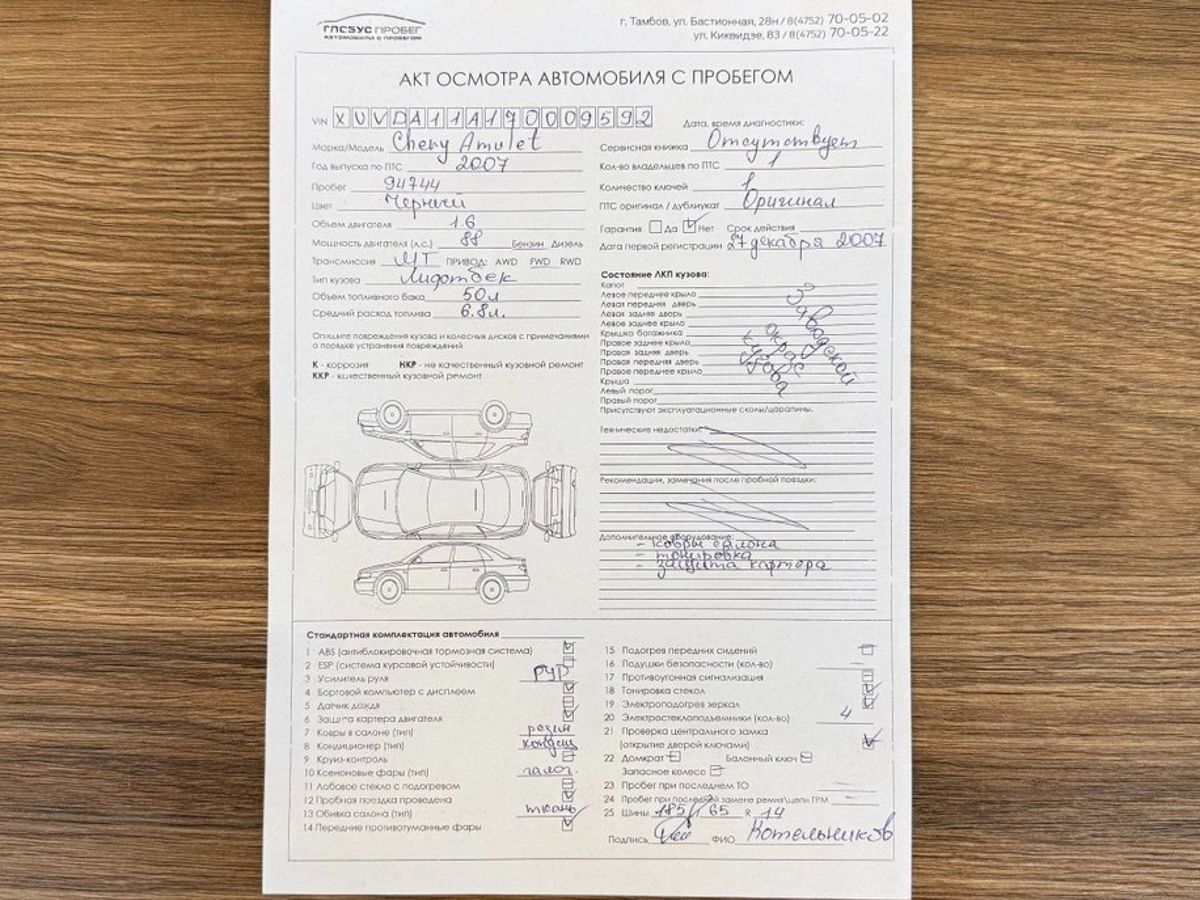 ГЛСБУС ПРОБЕГ
АВТОМОБИЛИ С ПРОБЕГОМ
г. Тамбов, ул. Бастионная, 28н / 8(4752) 70-05-02
ул. Киквидзе, 83 / 8(4752) 70-05-22
АКТ ОСМОТРА АВТОМОБИЛЯ С ПРОБЕГОМ
VIN XUVDA11A170009592
Марка/Модель Chery Amulet
Год выпуска по ПТС 2007
Пробег 94744
Цвет Черный
Объем двигателя 1.6
Мощность двигателя (л.с.) 88 Бензин Дизель
Трансмиссия МТ ПРИВОД: AWD FWD RWD
Тип кузова Лифтбек
Объем топливного бака 50л
Средний расход топлива 6.8л.
Опишите повреждения кузова и колесных дисков с примечаниями
о порядке устранения повреждений
К - коррозия НКР - не качественный кузовной ремонт
ККР - качественный кузовной ремонт
Дата, время диагностики:
Сервисная книжка Отсутствует
Кол-во владельцев по ПТС 1
Количество ключей 1
ПТС оригинал / дубликат Оригинал
Гарантия Да Нет Срок действия
Дата первой регистрации 27 декабря 2007
Состояние ЛКП кузова:
Капот
Левое переднее крыло
Левая передняя дверь
Левая задняя дверь
Левое заднее крыло
Крышка багажника
Правое заднее крыло
Правая задняя дверь
Правая передняя дверь
Правое переднее крыло
Крыша
Левый порог
Правый порог
Заводской
окрас
кузова
Присутствуют эксплуатационные сколы/царапины.
Технические недостатки:
Рекомендации, замечания после пробной поездки:
Дополнительное оборудование:
- ковры салона
- тонировка
- защита картера
Стандартная комплектация автомобиля
1 ABS (антиблокировочная тормозная система)
2 ESP (система курсовой устойчивости)
3 Усилитель руля ГУР
4 Бортовой компьютер с дисплеем
5 Датчик дождя
6 Защита картера двигателя
7 Ковры в салоне (тип) резин
8 Кондиционер (тип) кондиц
9 Круиз-контроль
10 Ксеноновые фары (тип) галог.
11 Лобовое стекло с подогревом
12 Пробная поездка проведена
13 Обивка салона (тип) ткань
14 Передние противотуманные фары
15 Подогрев передних сидений
16 Подушки безопасности (кол-во) —
17 Противоугонная сигнализация
18 Тонировка стекол
19 Электроподогрев зеркал
20 Электростеклоподъемники (кол-во) 4
21 Проверка центрального замка
(открытие дверей ключами)
22 Домкрат Балонный ключ
Запасное колесо
23 Пробег при последнем ТО
24 Пробег при последней замене ремня/цепи ГРМ
25 Шины 185 / 65 R 14
Подпись ФИО Котельников